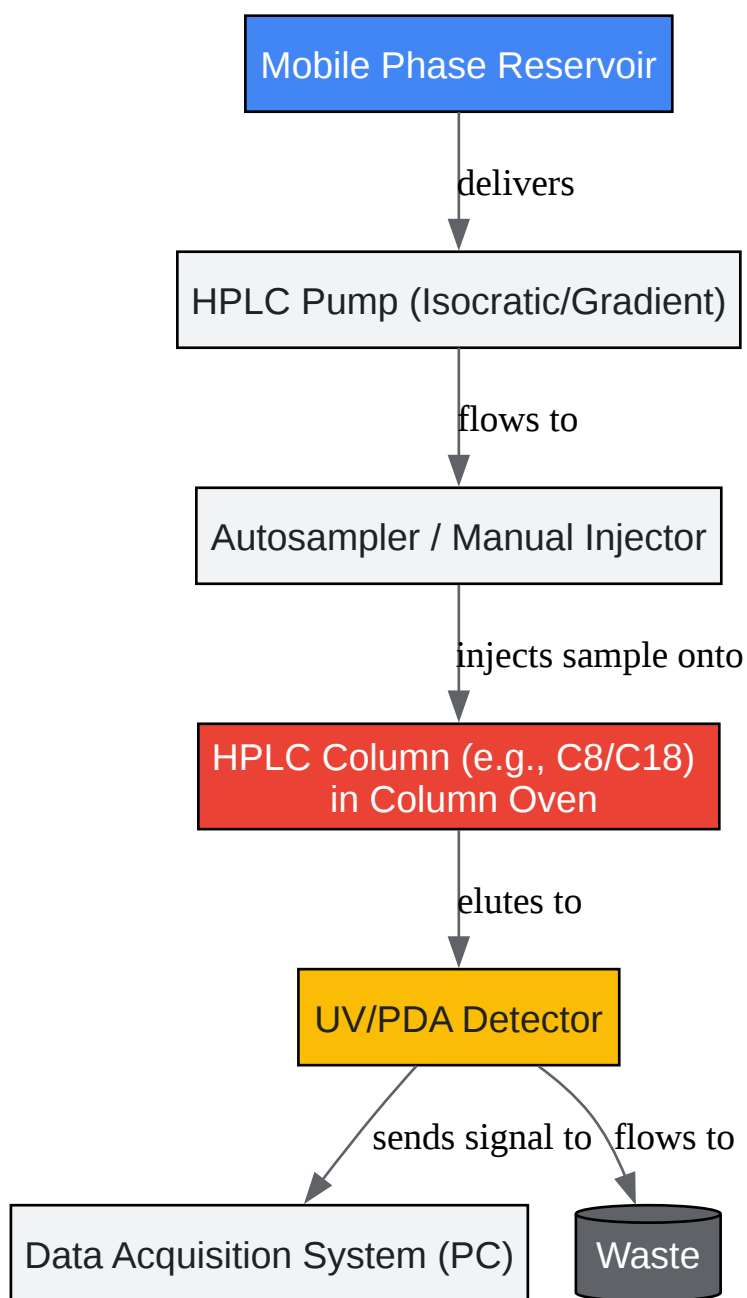 Mobile Phase Reservoir
delivers
HPLC Pump (Isocratic/Gradient)
flows to
Autosampler / Manual Injector
injects sample onto
HPLC Column (e.g., C8/C18)
in Column Oven
elutes to
UV/PDA Detector
sends signal to
flows to
Data Acquisition System (PC)
Waste